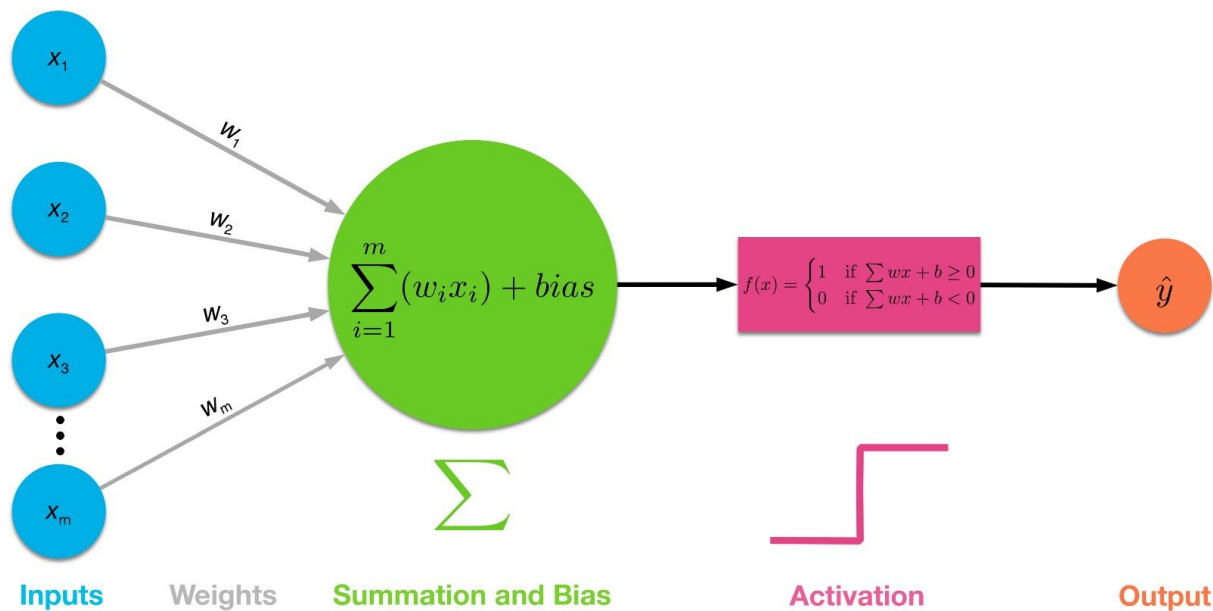 x₁
w₁
x₂
w₂
x₃
w₃
xₘ
wₘ
m
∑(wᵢxᵢ) + bias
i=1
f(x) = {1 if ∑ wx + b ≥ 0
0 if ∑ wx + b < 0
ŷ
∑
Inputs Weights Summation and Bias Activation Output